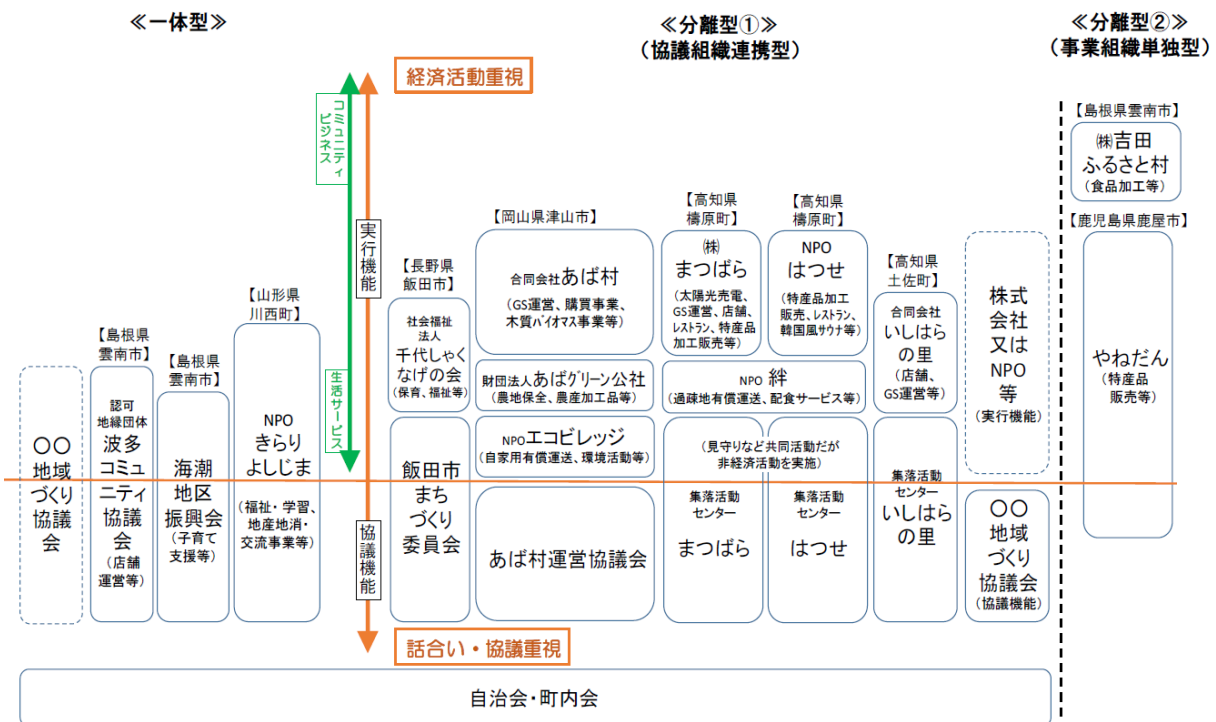 ≪一体型≫
≪分離型①≫
(協議組織連携型)
≪分離型②≫
(事業組織単独型)
経済活動重視
コミュニティ
ビジネス
生活サービス
実行機能
協議機能
話合い・協議重視
〇〇
地域
づくり
協議
会
【島根県
雲南市】
認可
地縁団体
波多
コミュ
ニティ
協議
会
(店舗
運営等)
【島根県
雲南市】
海潮
地区
振興会
(子育て
支援等)
【山形県
川西町】
NPO
きらり
よしじま
(福祉・学習、
地産地消・
交流事業等)
【長野県
飯田市】
社会福祉
法人
千代しゃく
なげの会
(保育、福祉等)
飯田市
まち
づくり
委員会
【岡山県津山市】
合同会社あば村
(GS運営、購買事業、
木質バイオマス事業等)
財団法人あばグリーン公社
(農地保全、農産加工品等)
NPOエコビレッジ
(自家用有償運送、環境活動等)
あば村運営協議会
【高知県
檮原町】
㈱
まつばら
(太陽光売電、
GS運営、店舗、
レストラン、特産品
加工販売等)
【高知県
檮原町】
NPO
はつせ
(特産品加工
販売、レストラン、
韓国風サウナ等)
NPO 絆
(過疎地有償運送、配食サービス等)
(見守りなど共同活動だが
非経済活動を実施)
集落活動
センター
まつばら
集落活動
センター
はつせ
【高知県
土佐町】
合同会社
いしはら
の里
(店舗、
GS運営等)
集落活動
センター
いしはら
の里
株式
会社
又は
NPO
等
(実行機能)
〇〇
地域
づくり
協議会
(協議機能)
【島根県雲南市】
㈱吉田
ふるさと村
(食品加工等)
【鹿児島県鹿屋市】
やねだん
(特産品
販売等)
自治会・町内会